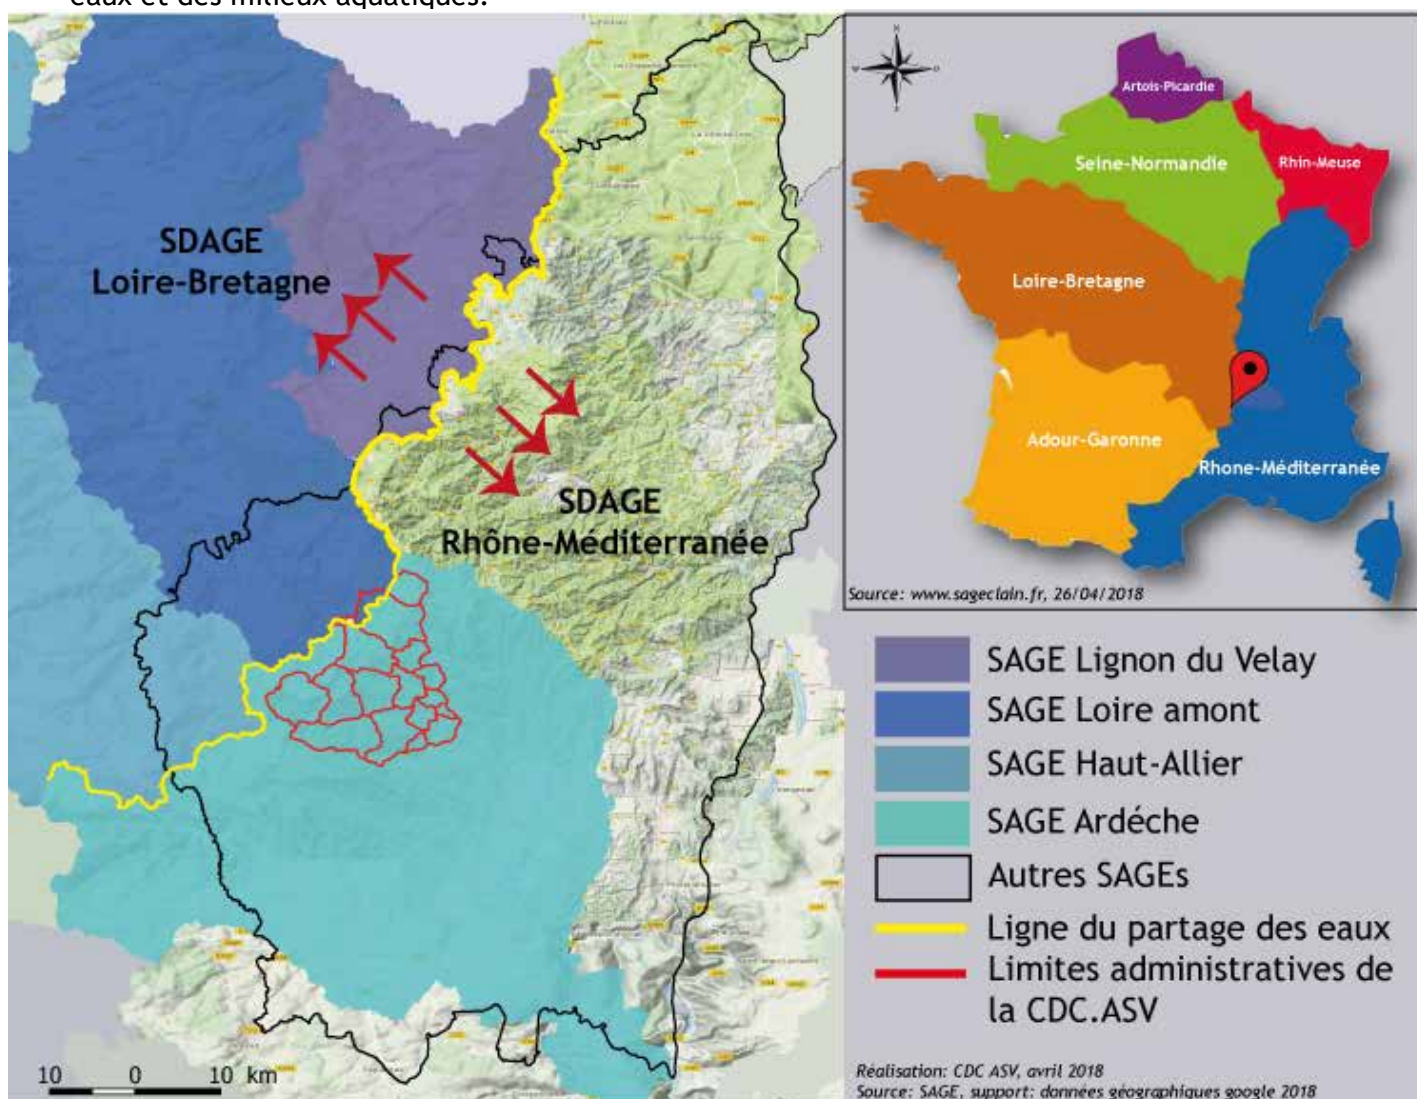 eaux et des milieux aquatiques.
SDAGE
Loire-Bretagne
SDAGE
Rhône-Méditerranée
10 0 10 km
N
Artois-Picardie
Seine-Normandie
Rhin-Meuse
Loire-Bretagne
Adour-Garonne
Rhone-Méditerranée
Source: www.sageclain.fr, 26/04/2018
SAGE Lignon du Velay
SAGE Loire amont
SAGE Haut-Allier
SAGE Ardéche
Autres SAGEs
Ligne du partage des eaux
Limites administratives de
la CDC.ASV
Réalisation: CDC ASV, avril 2018
Source: SAGE, support: données géographiques google 2018